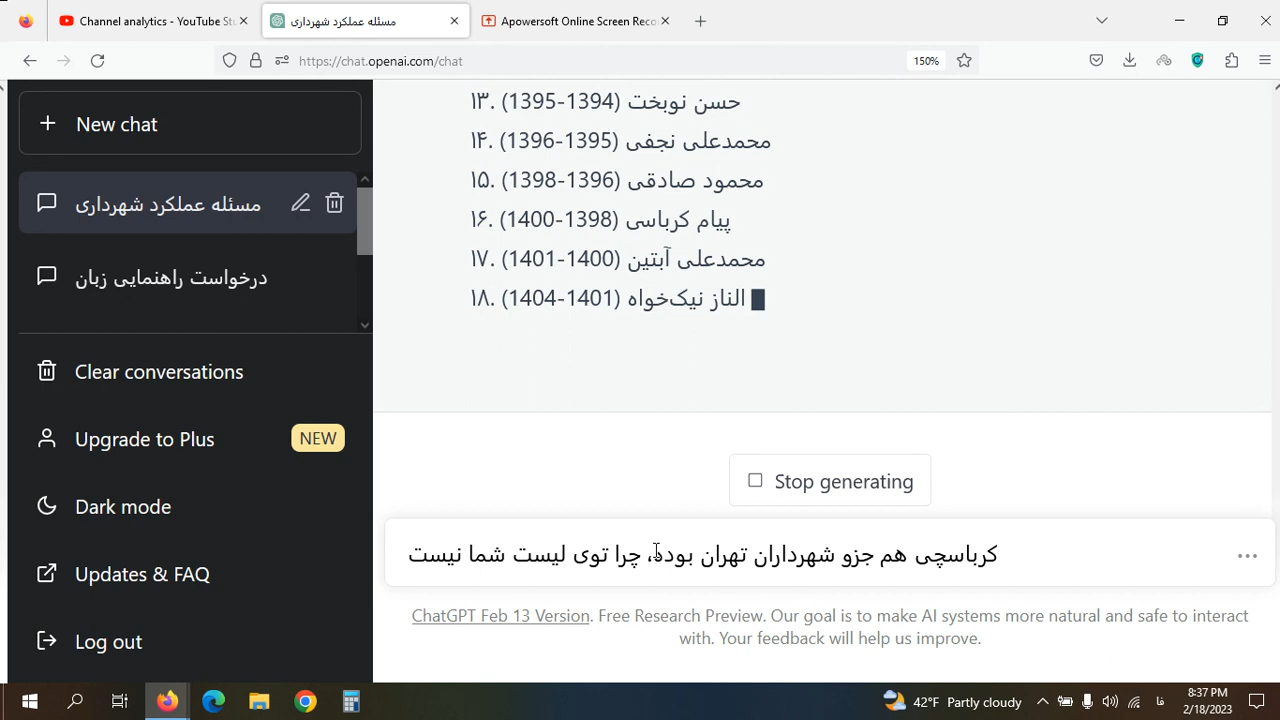 Channel analytics - YouTube Stu
مسئله عملکرد شهرداری
Apowersoft Online Screen Reco
https://chat.openai.com/chat
150%
New chat
مسئله عملکرد شهرداری
درخواست راهنمایی زبان
Clear conversations
Upgrade to Plus
NEW
Dark mode
Updates & FAQ
Log out
۱۳. حسن نوبخت (1394-1395)
۱۴. محمدعلی نجفی (1395-1396)
۱۵. محمود صادقی (1396-1398)
۱۶. پیام کرباسی (1398-1400)
۱۷. محمدعلی آبتین (1400-1401)
۱۸. الناز نیک‌خواه (1401-1404)
Stop generating
کرباسچی هم جزو شهرداران تهران بوده، چرا توی لیست شما نیست
ChatGPT Feb 13 Version. Free Research Preview. Our goal is to make AI systems more natural and safe to interact
with. Your feedback will help us improve.
42°F Partly cloudy
فا
8:37 PM
2/18/2023